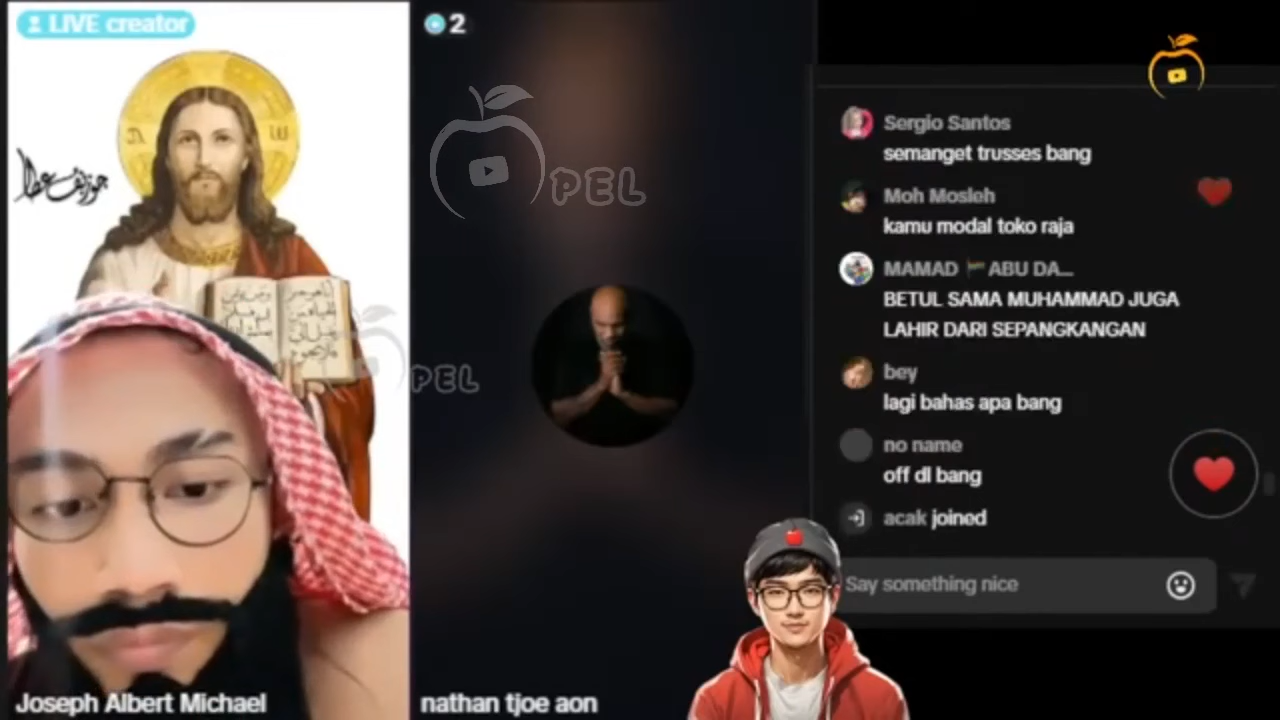 LIVE creator
2
PEL
PEL
Joseph Albert Michael
nathan tjoe aon
Sergio Santos
semanget trusses bang
Moh Mosleh
kamu modal toko raja
MAMAD ABU DA...
BETUL SAMA MUHAMMAD JUGA
LAHIR DARI SEPANGKANGAN
bey
lagi bahas apa bang
no name
off dl bang
acak joined
Say something nice